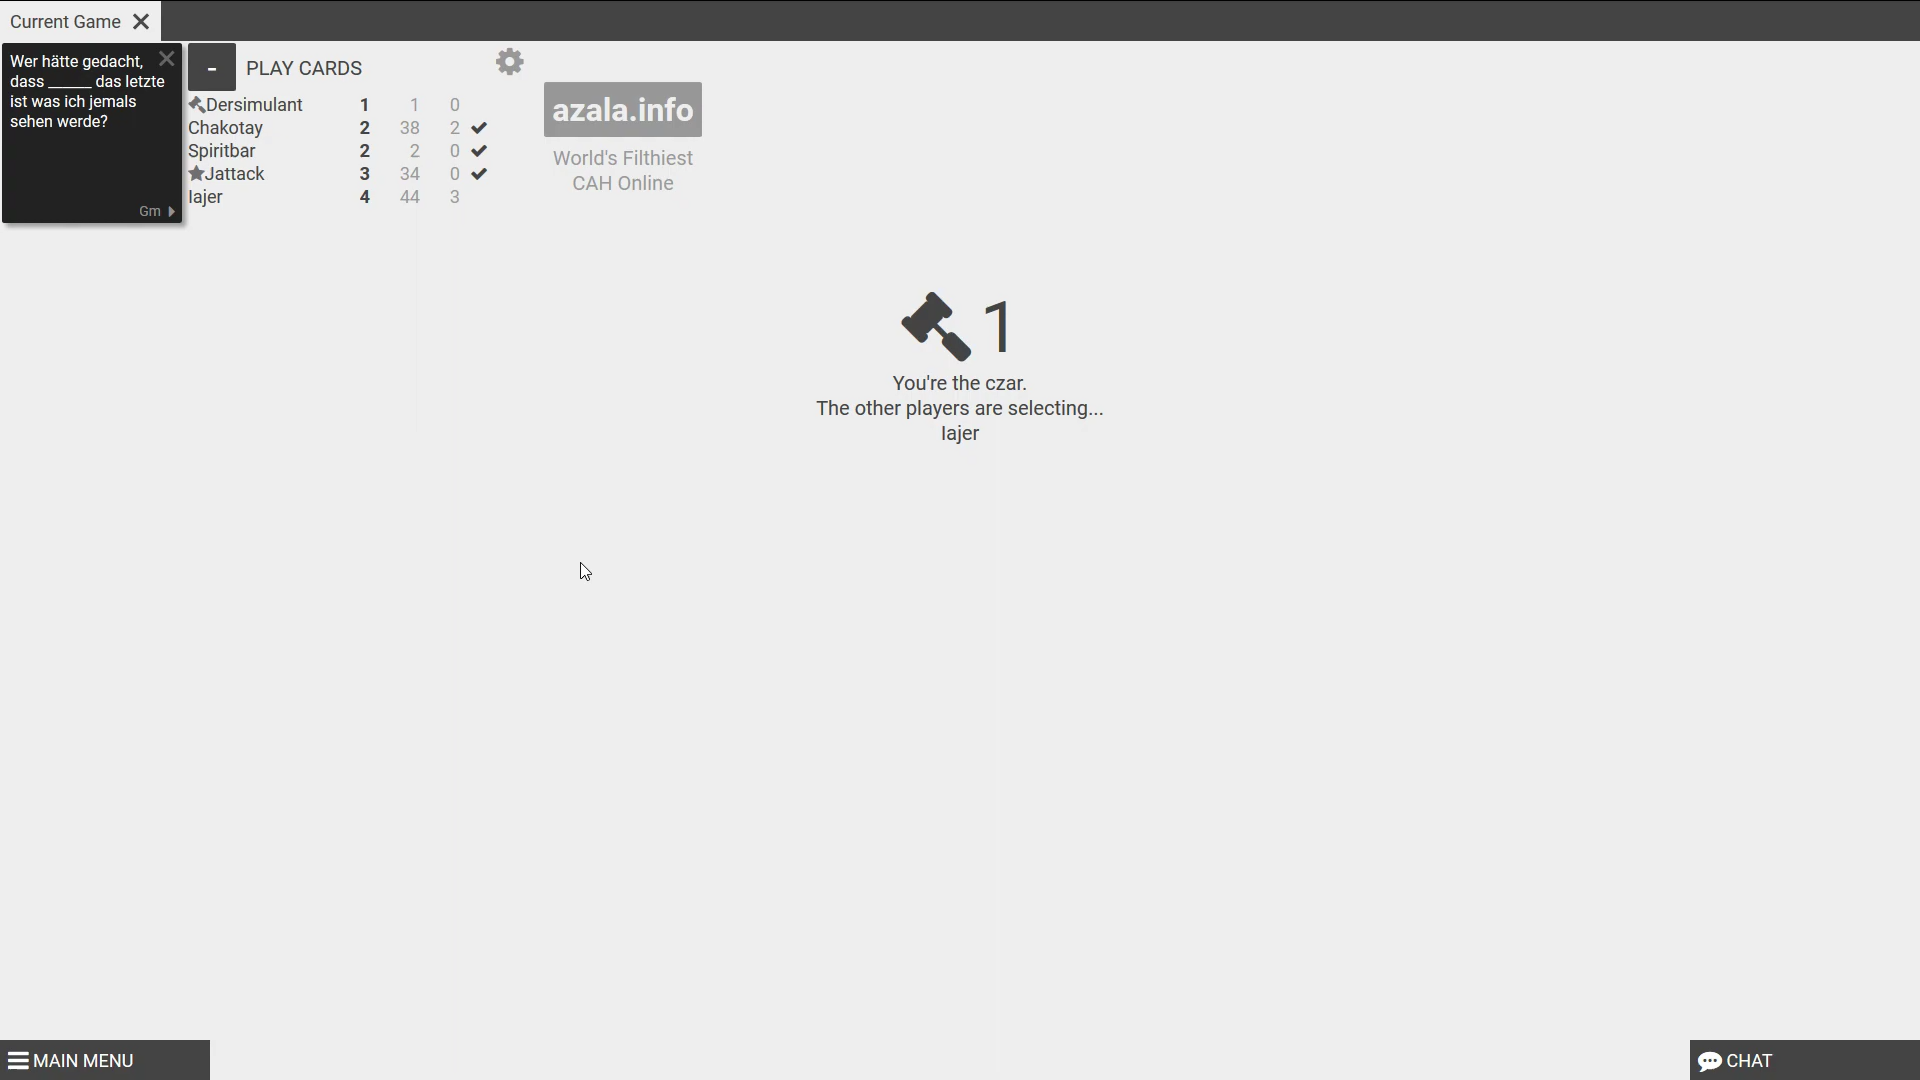 Current Game
Wer hätte gedacht,
dass ______ das letzte
ist was ich jemals
sehen werde?
Gm
- PLAY CARDS
Dersimulant 1 1 0
Chakotay 2 38 2
Spiritbar 2 2 0
Jattack 3 34 0
lajer 4 44 3
azala.info
World's Filthiest
CAH Online
1
You're the czar.
The other players are selecting...
lajer
MAIN MENU
CHAT